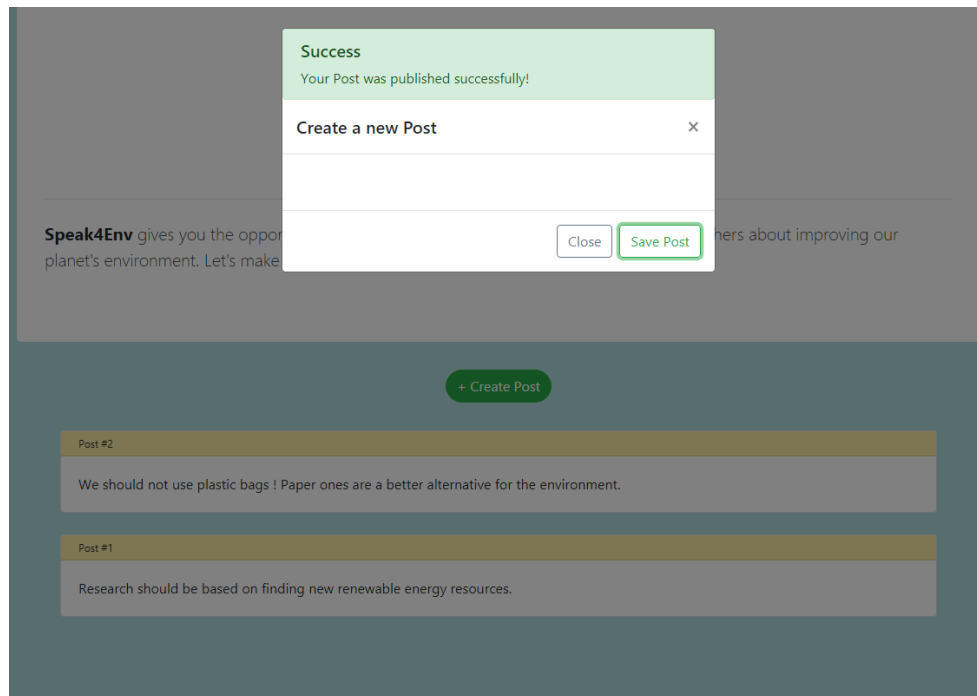 Success
Your Post was published successfully!
Create a new Post ×
Close Save Post
Speak4Env gives you the oppor hers about improving our
planet's environment. Let's make
+ Create Post
Post #2
We should not use plastic bags ! Paper ones are a better alternative for the environment.
Post #1
Research should be based on finding new renewable energy resources.